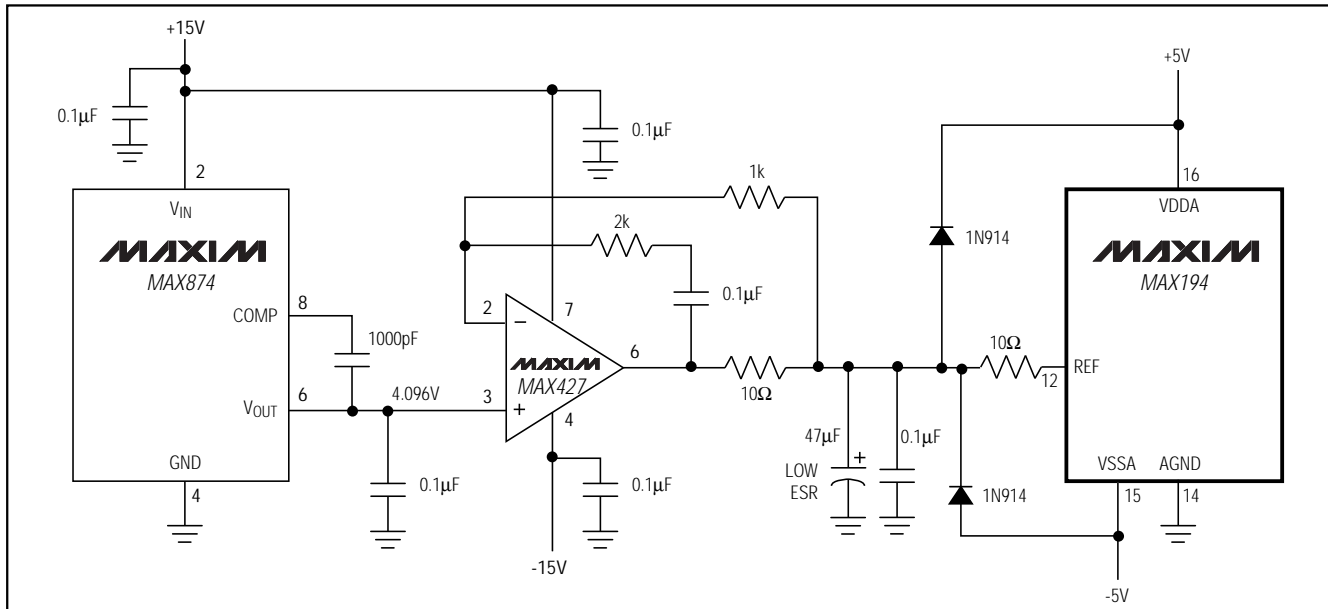 +15V
+5V
0.1µF
0.1µF
1k
2
16
VIN
VDDA
2k
1N914
MAXIM
MAX874
MAXIM
MAX194
8
COMP
1000pF
2
7
0.1µF
−
MAXIM
MAX427
6
10Ω
10Ω
12
REF
6
VOUT
4.096V
3
+
4
47µF
+
LOW
ESR
0.1µF
GND
4
0.1µF
0.1µF
1N914
VSSA
AGND
15
14
-15V
-5V